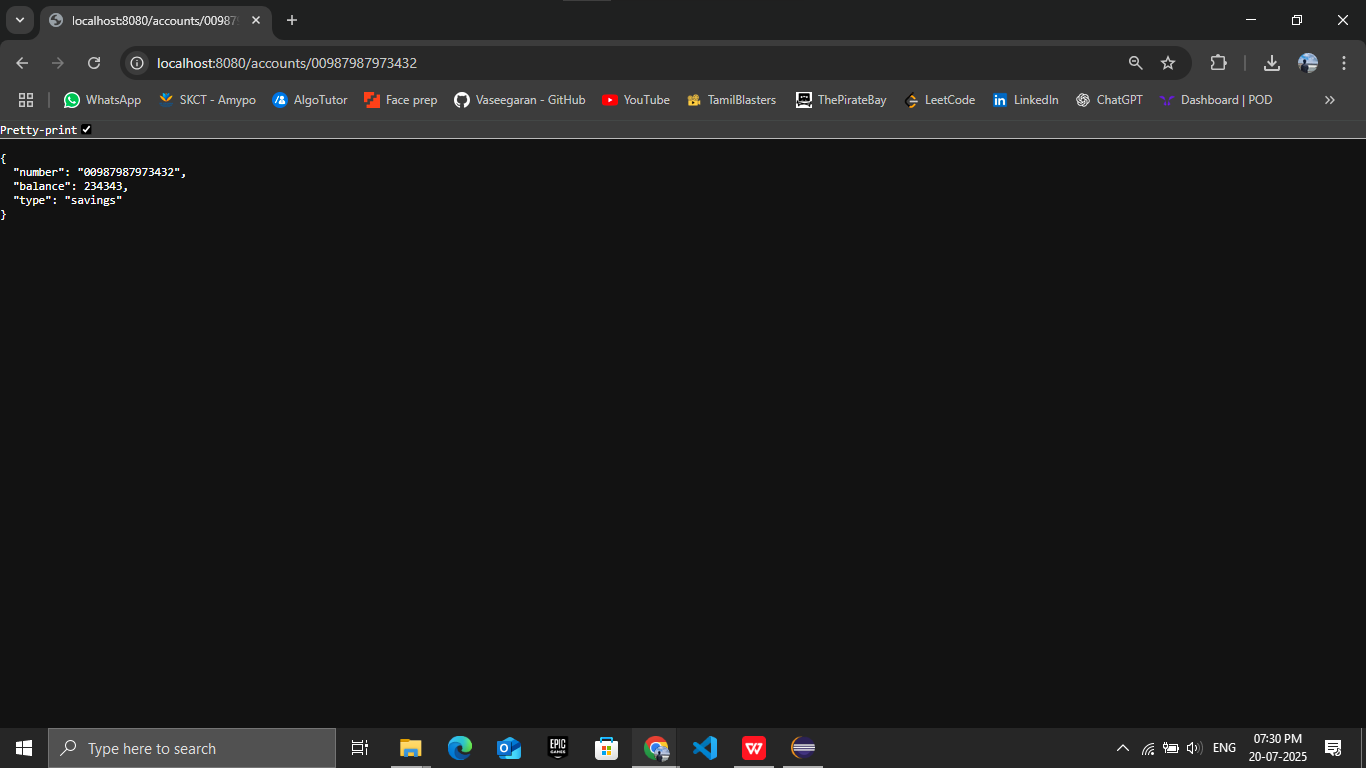 localhost:8080/accounts/00987
localhost:8080/accounts/00987987973432
WhatsApp SKCT - Amypo AlgoTutor Face prep Vaseegaran - GitHub YouTube TamilBlasters ThePirateBay LeetCode LinkedIn ChatGPT Dashboard | POD
Pretty-print
{
"number": "00987987973432",
"balance": 234343,
"type": "savings"
}
Type here to search
EPIC
GAMES
ENG
07:30 PM
20-07-2025